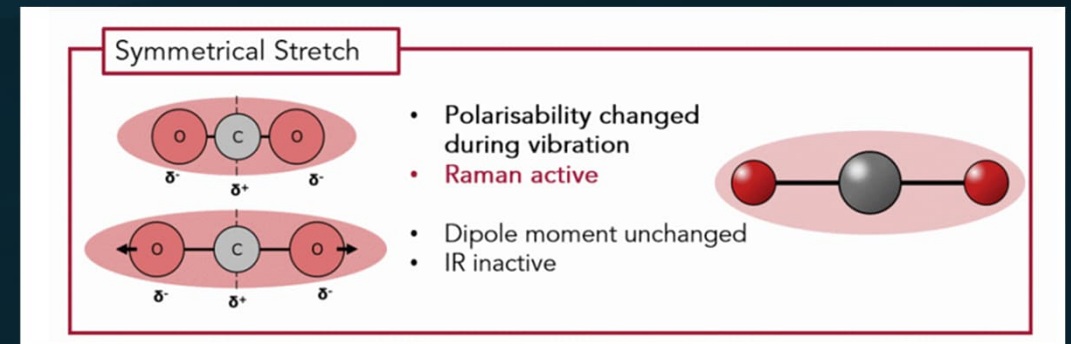 Symmetrical Stretch
O C O
δ- δ+ δ-
O C O
δ- δ+ δ-
• Polarisability changed
during vibration
• Raman active
• Dipole moment unchanged
• IR inactive